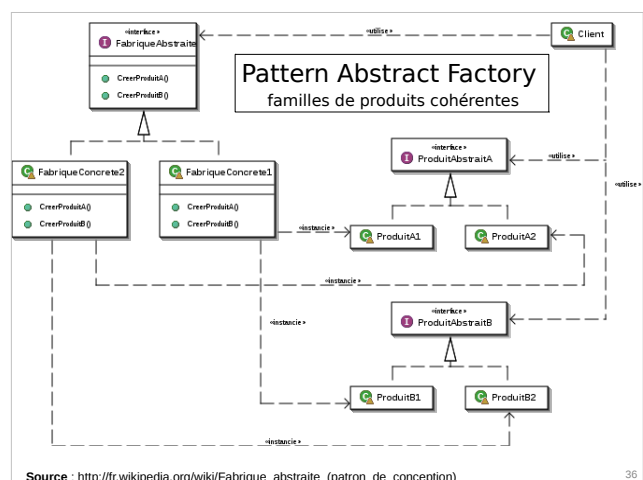 «interface»
FabriqueAbstraite
CreerProduitA()
CreerProduitB()
«utilise»
Client
Pattern Abstract Factory
familles de produits cohérentes
«interface»
ProduitAbstraitA
«utilise»
«utilise»
FabriqueConcrete2
CreerProduitA()
CreerProduitB()
FabriqueConcrete1
CreerProduitA()
CreerProduitB()
«instancie»
ProduitA1
ProduitA2
«instancie»
«interface»
ProduitAbstraitB
«instancie»
ProduitB1
ProduitB2
«instancie»
Source : http://fr.wikipedia.org/wiki/Fabrique_abstraite_(patron_de_conception)
36